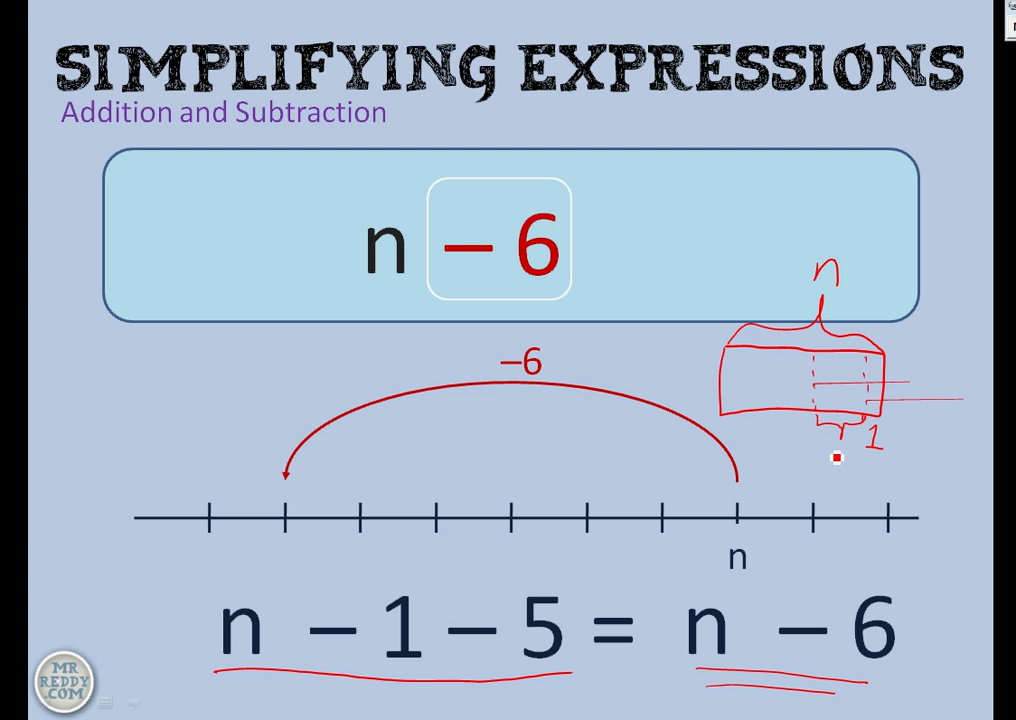 SIMPLIFYING EXPRESSIONS
Addition and Subtraction
n – 6
n
–6
1
n
n – 1 – 5 = n – 6
MR
REDDY
.COM